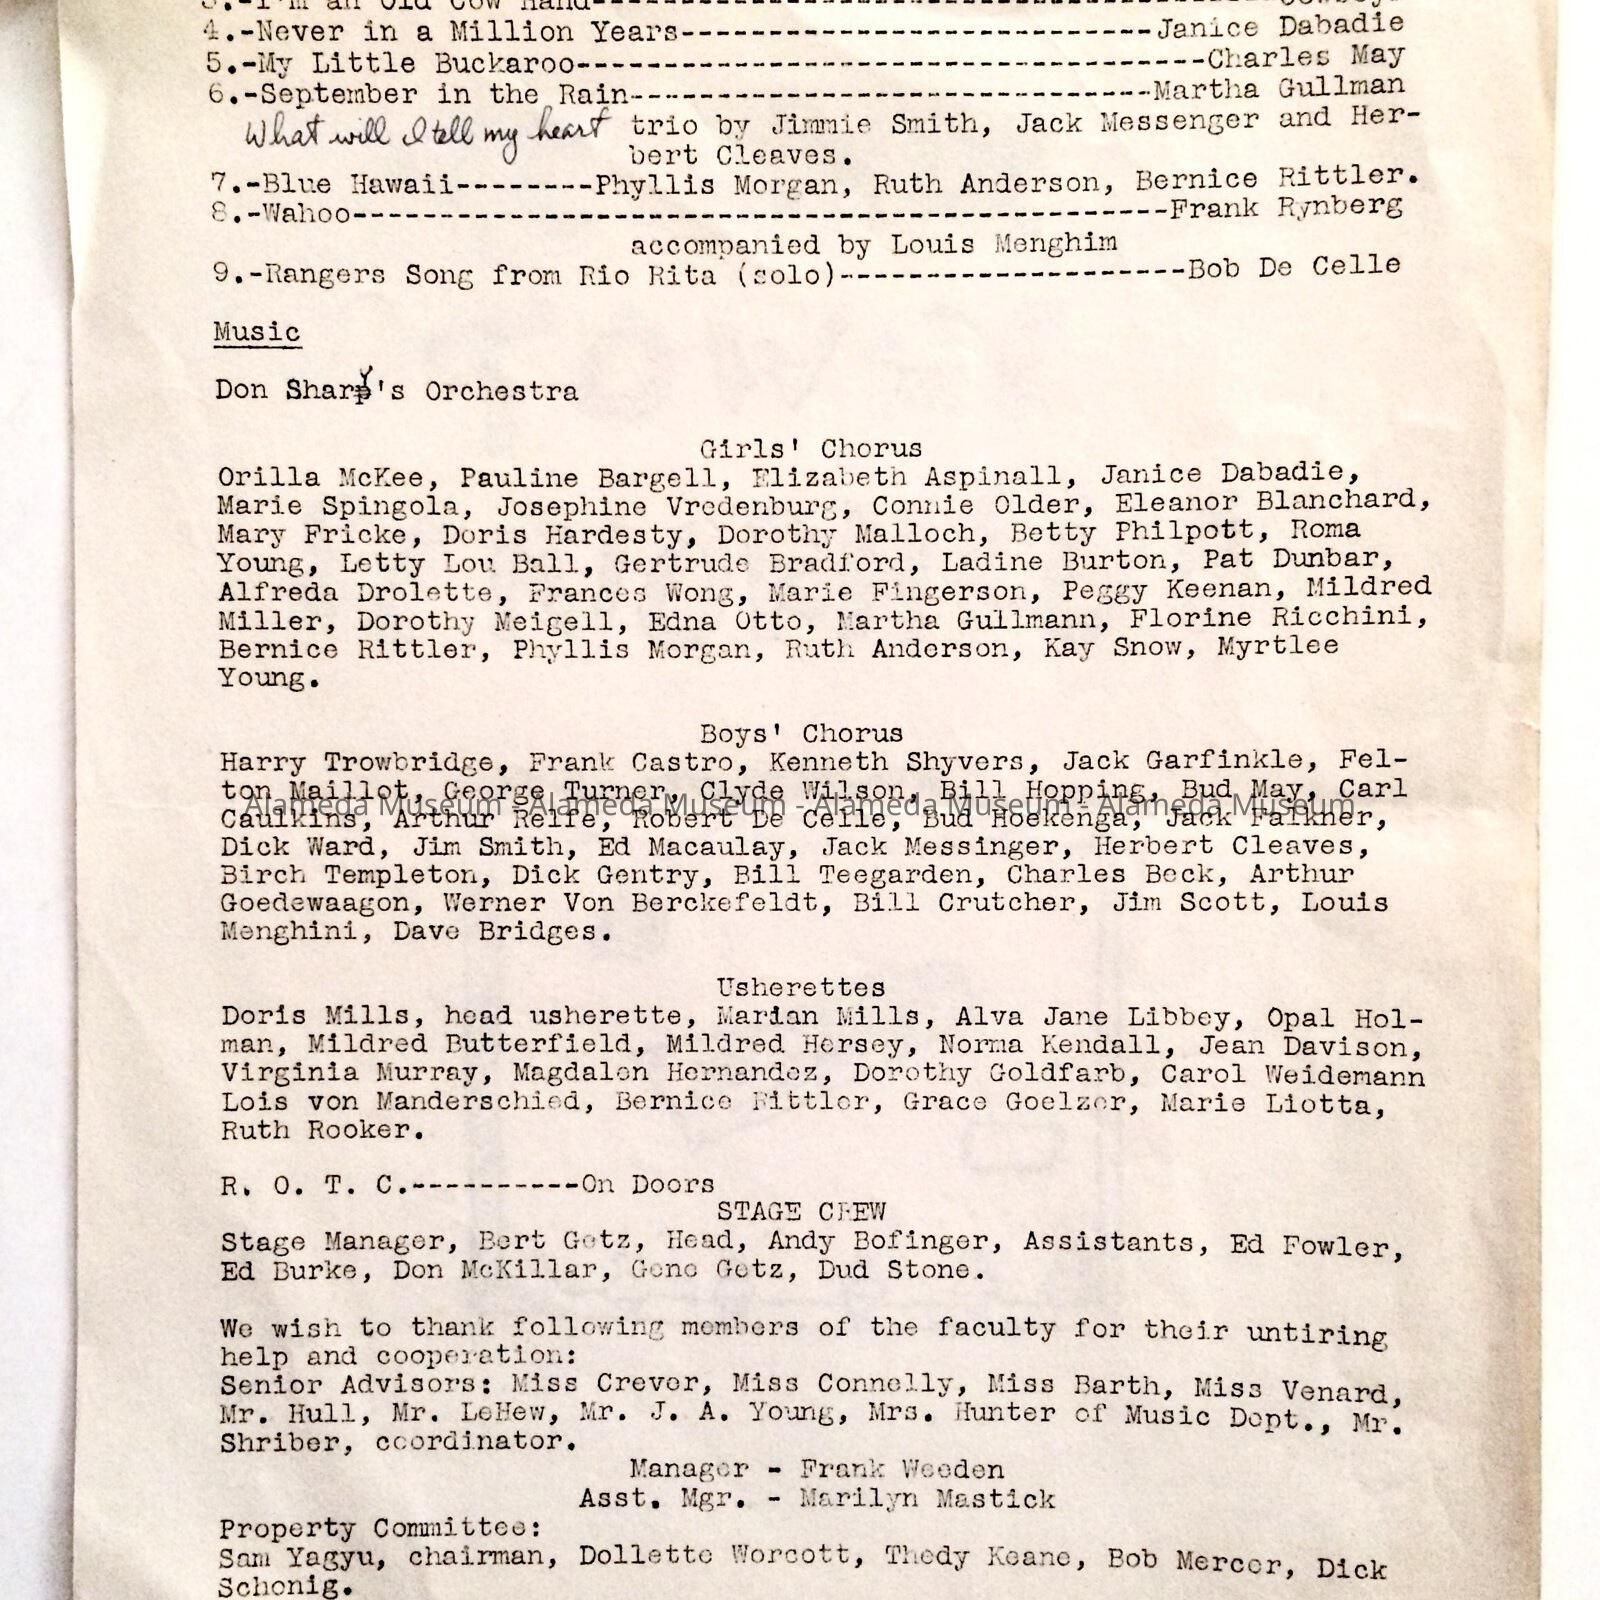 3.-I'm an Old Cow Hand
4.-Never in a Million Years----------------------------Janice Dabadie
5.-My Little Buckaroo-------------------------------------Charles May
6.-September in the Rain-------------------------------Martha Gullman
What will I tell my heart trio by Jimmie Smith, Jack Messenger and Her-
bert Cleaves.
7.-Blue Hawaii--------Phyllis Morgan, Ruth Anderson, Bernice Rittler.
8.-Wahoo------------------------------------------------Frank Rynberg
accompanied by Louis Menghim
9.-Rangers Song from Rio Rita (solo)--------------------Bob De Celle
Music
Don Shary's Orchestra
Girls' Chorus
Orilla McKee, Pauline Bargell, Elizabeth Aspinall, Janice Dabadie,
Marie Spingola, Josephine Vredenburg, Connie Older, Eleanor Blanchard,
Mary Fricke, Doris Hardesty, Dorothy Malloch, Betty Philpott, Roma
Young, Letty Lou Ball, Gertrude Bradford, Ladine Burton, Pat Dunbar,
Alfreda Drolette, Frances Wong, Marie Fingerson, Peggy Keenan, Mildred
Miller, Dorothy Meigell, Edna Otto, Martha Gullmann, Florine Ricchini,
Bernice Rittler, Phyllis Morgan, Ruth Anderson, Kay Snow, Myrtlee
Young.
Boys' Chorus
Harry Trowbridge, Frank Castro, Kenneth Shyvers, Jack Garfinkle, Fel-
ton Maillot, George Turner, Clyde Wilson, Bill Hopping, Bud May, Carl
Alameda Museum - Alameda Museum - Alameda Museum - Alameda Museum
Caulkins, Arthur Relfe, Robert De Celle, Bud Hoekenga, Jack Falkner,
Dick Ward, Jim Smith, Ed Macaulay, Jack Messinger, Herbert Cleaves,
Birch Templeton, Dick Gentry, Bill Teegarden, Charles Beck, Arthur
Goedewaagon, Werner Von Berckefeldt, Bill Crutcher, Jim Scott, Louis
Menghini, Dave Bridges.
Usherettes
Doris Mills, head usherette, Marian Mills, Alva Jane Libbey, Opal Hol-
man, Mildred Butterfield, Mildred Hersey, Norma Kendall, Jean Davison,
Virginia Murray, Magdalen Hernandez, Dorothy Goldfarb, Carol Weidemann
Lois von Manderschied, Bernice Rittler, Grace Goelzer, Marie Liotta,
Ruth Rooker.
R. O. T. C.----------On Doors
STAGE CREW
Stage Manager, Bert Getz, Head, Andy Bofinger, Assistants, Ed Fowler,
Ed Burke, Don McKillar, Gene Getz, Dud Stone.
We wish to thank following members of the faculty for their untiring
help and cooperation:
Senior Advisors: Miss Crever, Miss Connelly, Miss Barth, Miss Venard,
Mr. Hull, Mr. LeHew, Mr. J. A. Young, Mrs. Hunter of Music Dept., Mr.
Shriber, coordinator.
Manager - Frank Weeden
Asst. Mgr. - Marilyn Mastick
Property Committee:
Sam Yagyu, chairman, Dollette Worcott, Thedy Keane, Bob Mercer, Dick
Schonig.